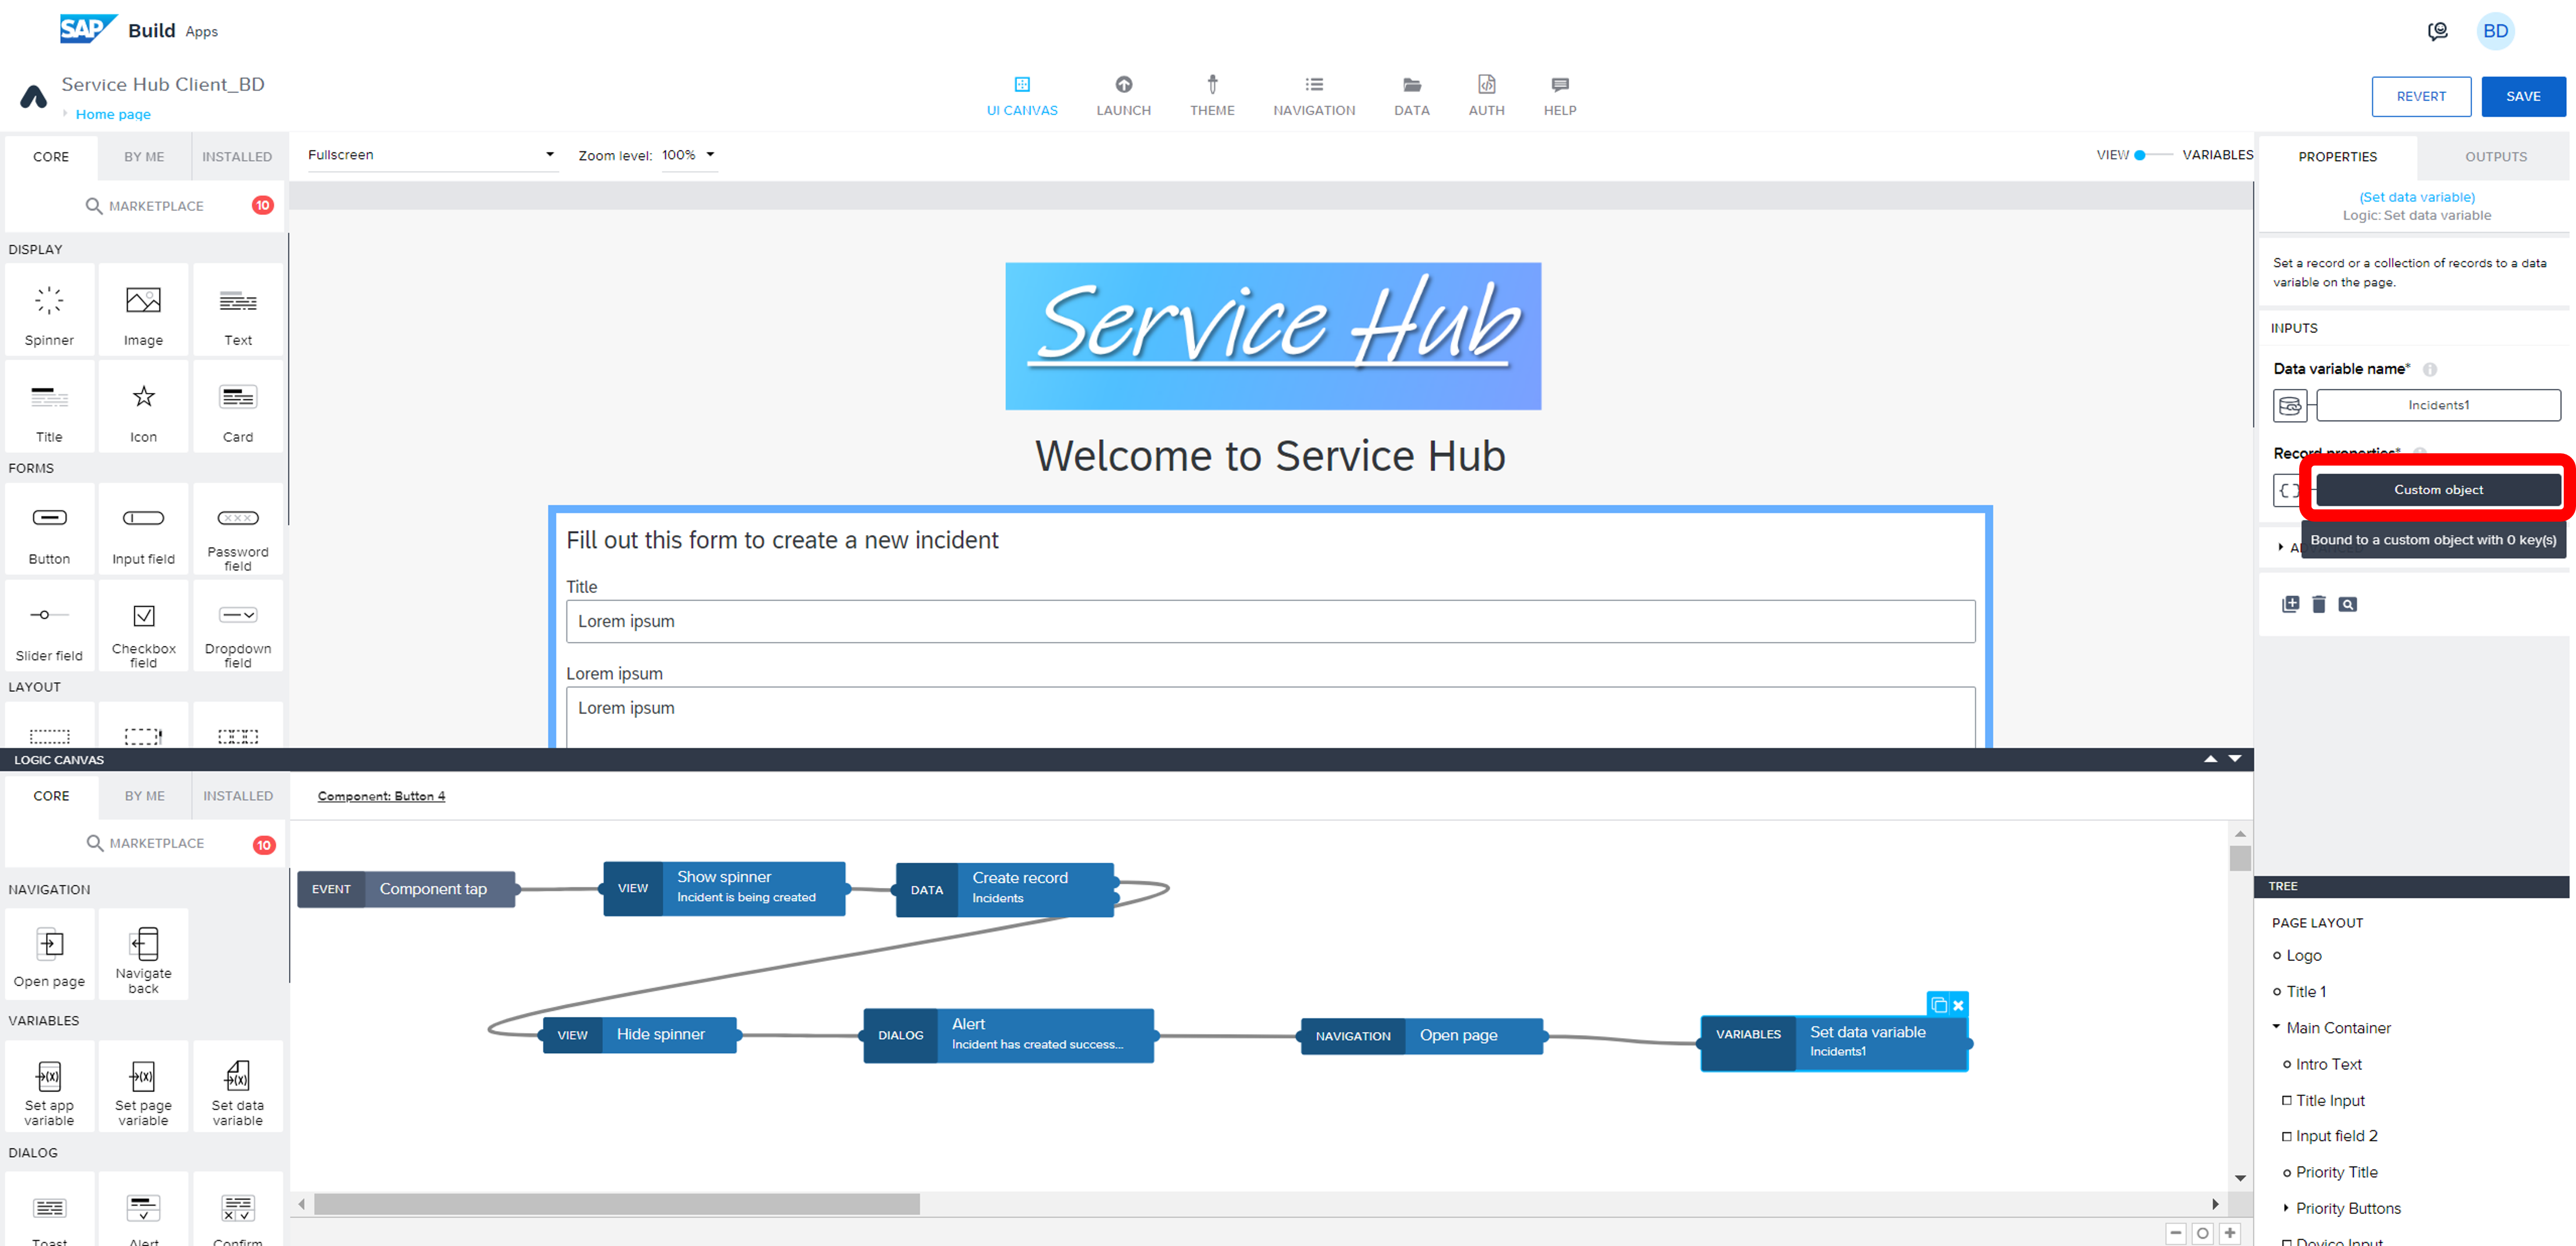 SAP Build Apps
BD
Service Hub Client_BD
Home page
UI CANVAS
LAUNCH
THEME
NAVIGATION
DATA
AUTH
HELP
REVERT
SAVE
CORE
BY ME
INSTALLED
MARKETPLACE
10
DISPLAY
Spinner
Image
Text
Title
Icon
Card
FORMS
Button
Input field
Password
field
Slider field
Checkbox
field
Dropdown
field
LAYOUT
Fullscreen
Zoom level: 100%
VIEW
VARIABLES
Service Hub
Welcome to Service Hub
Fill out this form to create a new incident
Title
Lorem ipsum
Lorem ipsum
Lorem ipsum
PROPERTIES
OUTPUTS
(Set data variable)
Logic: Set data variable
Set a record or a collection of records to a data
variable on the page.
INPUTS
Data variable name*
Incidents1
Record properties*
Custom object
Bound to a custom object with 0 key(s)
LOGIC CANVAS
CORE
BY ME
INSTALLED
MARKETPLACE
10
NAVIGATION
Open page
Navigate
back
VARIABLES
Set app
variable
Set page
variable
Set data
variable
DIALOG
Toast
Alert
Confirm
Component: Button 4
EVENT
Component tap
VIEW
Show spinner
Incident is being created
DATA
Create record
Incidents
VIEW
Hide spinner
DIALOG
Alert
Incident has created success...
NAVIGATION
Open page
VARIABLES
Set data variable
Incidents1
TREE
PAGE LAYOUT
Logo
Title 1
Main Container
Intro Text
Title Input
Input field 2
Priority Title
Priority Buttons
Device Input